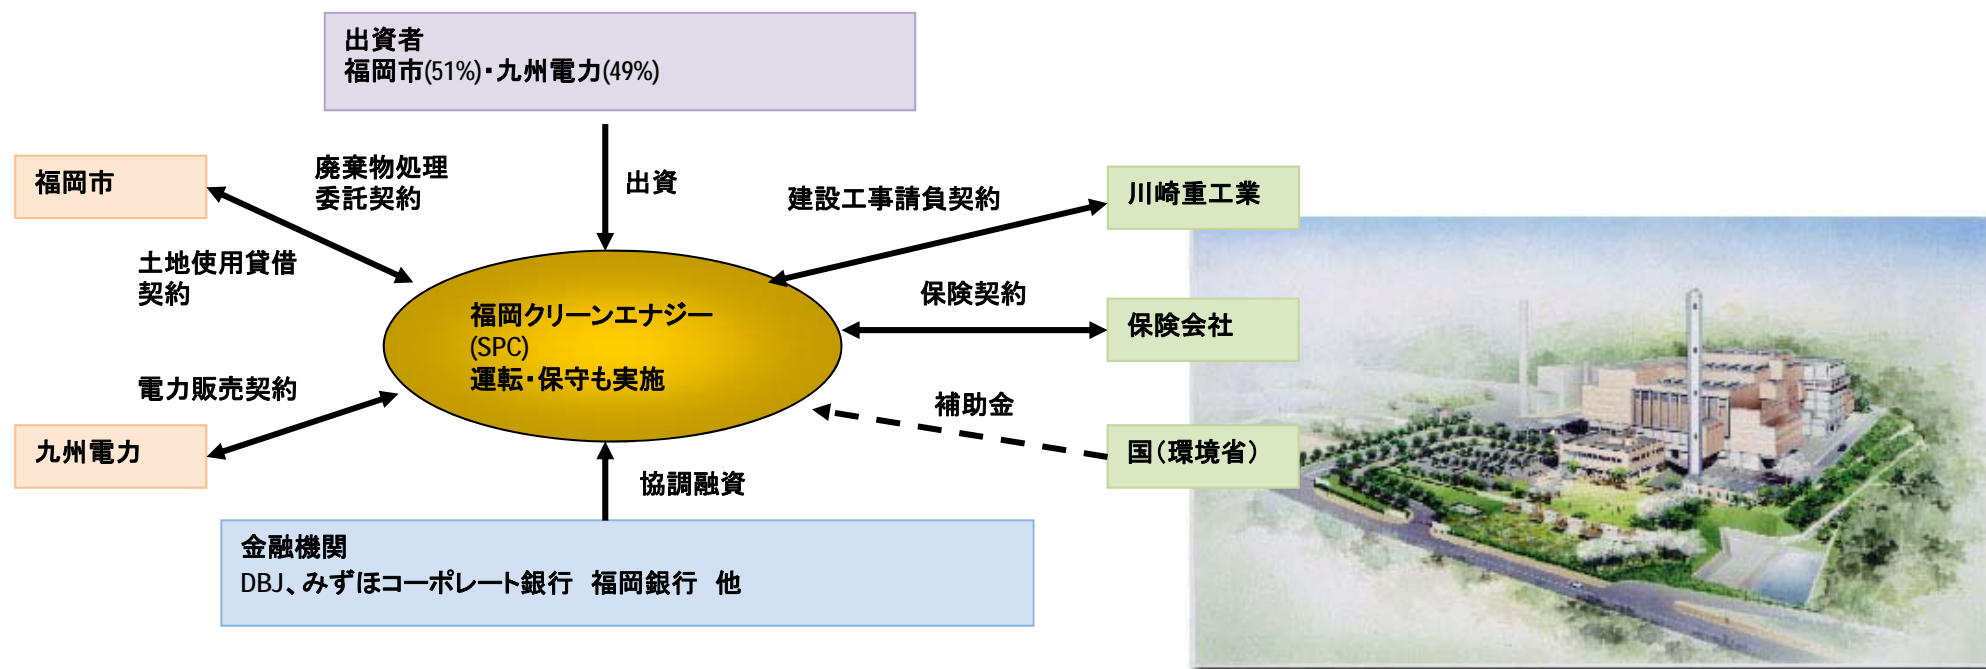 出資者
福岡市(51%)・九州電力(49%)
福岡市
廃棄物処理
委託契約
出資
建設工事請負契約
川崎重工業
土地使用貸借
契約
保険契約
保険会社
福岡クリーンエナジー
(SPC)
運転・保守も実施
電力販売契約
補助金
九州電力
国(環境省)
協調融資
金融機関
DBJ、みずほコーポレート銀行　福岡銀行　他